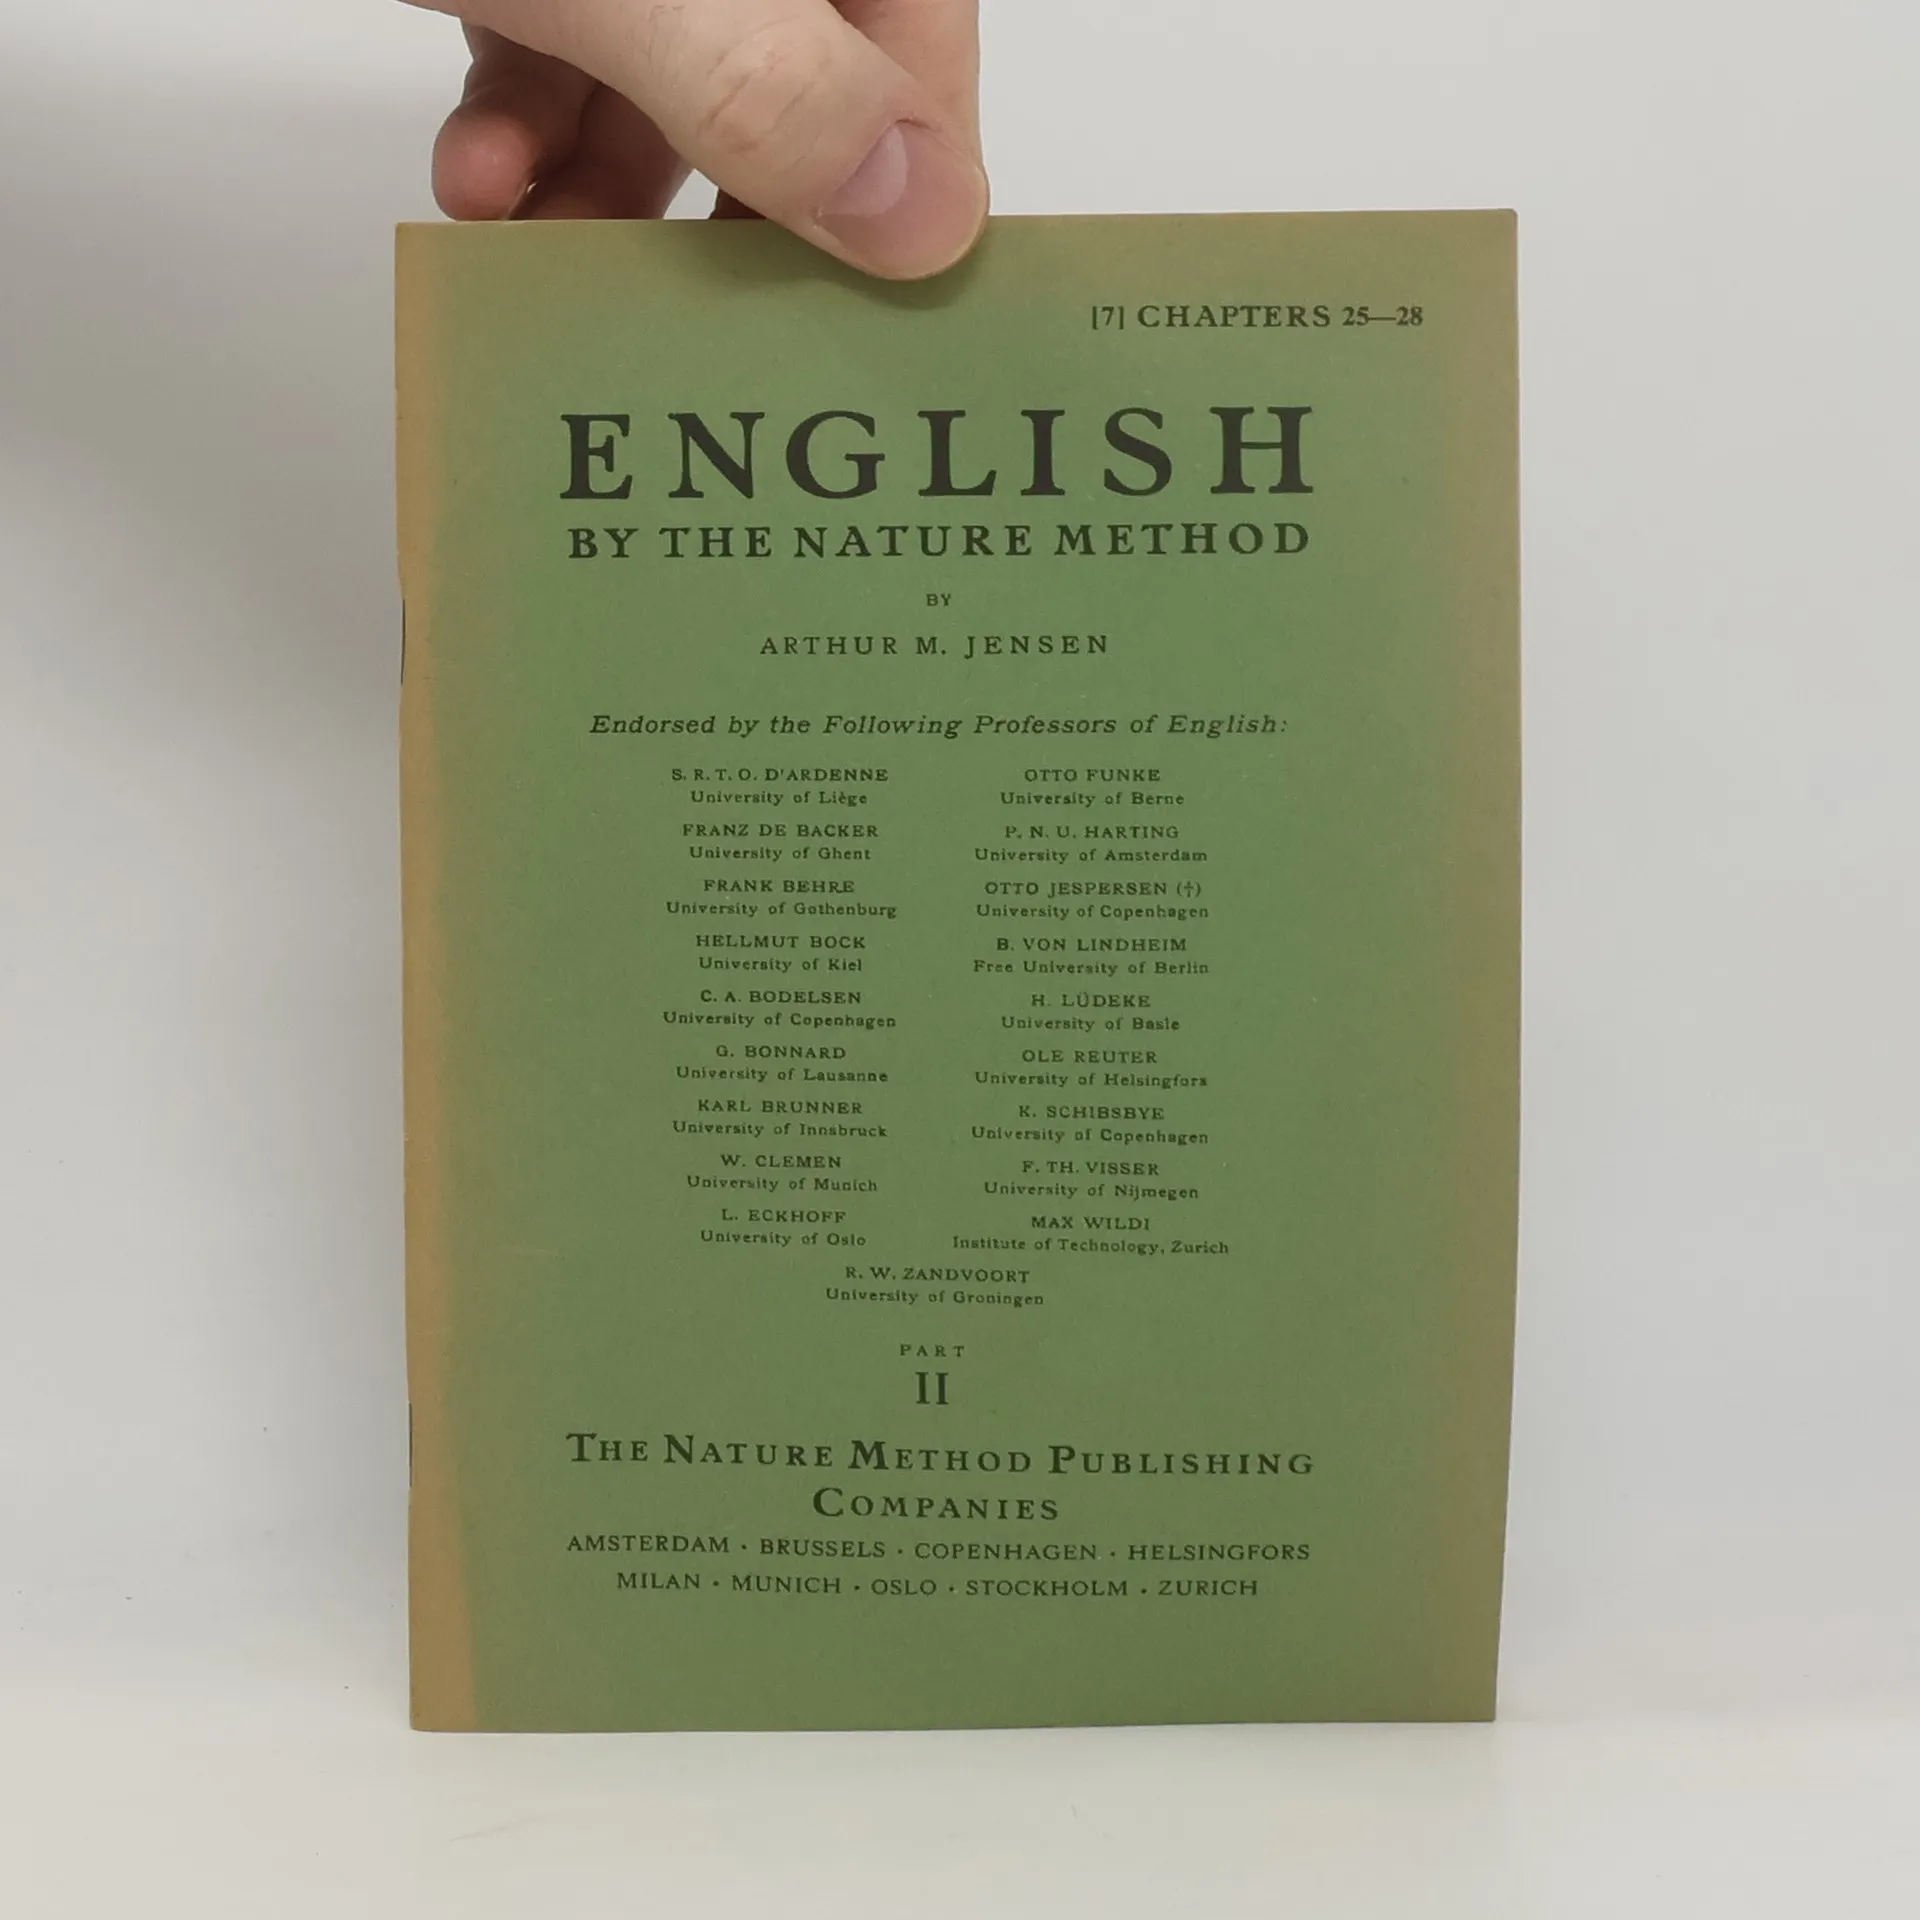 [7] CHAPTERS 25—28
ENGLISH
BY THE NATURE METHOD
BY
ARTHUR M. JENSEN
Endorsed by the Following Professors of English:
S. R. T. O. D'ARDENNE
University of Liège
FRANZ DE BACKER
University of Ghent
FRANK BEHRE
University of Gothenburg
HELLMUT BOCK
University of Kiel
C. A. BODELSEN
University of Copenhagen
G. BONNARD
University of Lausanne
KARL BRUNNER
University of Innsbruck
W. CLEMEN
University of Munich
L. ECKHOFF
University of Oslo
OTTO FUNKE
University of Berne
P. N. U. HARTING
University of Amsterdam
OTTO JESPERSEN (†)
University of Copenhagen
B. VON LINDHEIM
Free University of Berlin
H. LÜDEKE
University of Basle
OLE REUTER
University of Helsingfors
K. SCHIBSBYE
University of Copenhagen
F. TH. VISSER
University of Nijmegen
MAX WILDI
Institute of Technology, Zurich
R. W. ZANDVOORT
University of Groningen
PART
II
THE NATURE METHOD PUBLISHING
COMPANIES
AMSTERDAM · BRUSSELS · COPENHAGEN · HELSINGFORS
MILAN · MUNICH · OSLO · STOCKHOLM · ZURICH